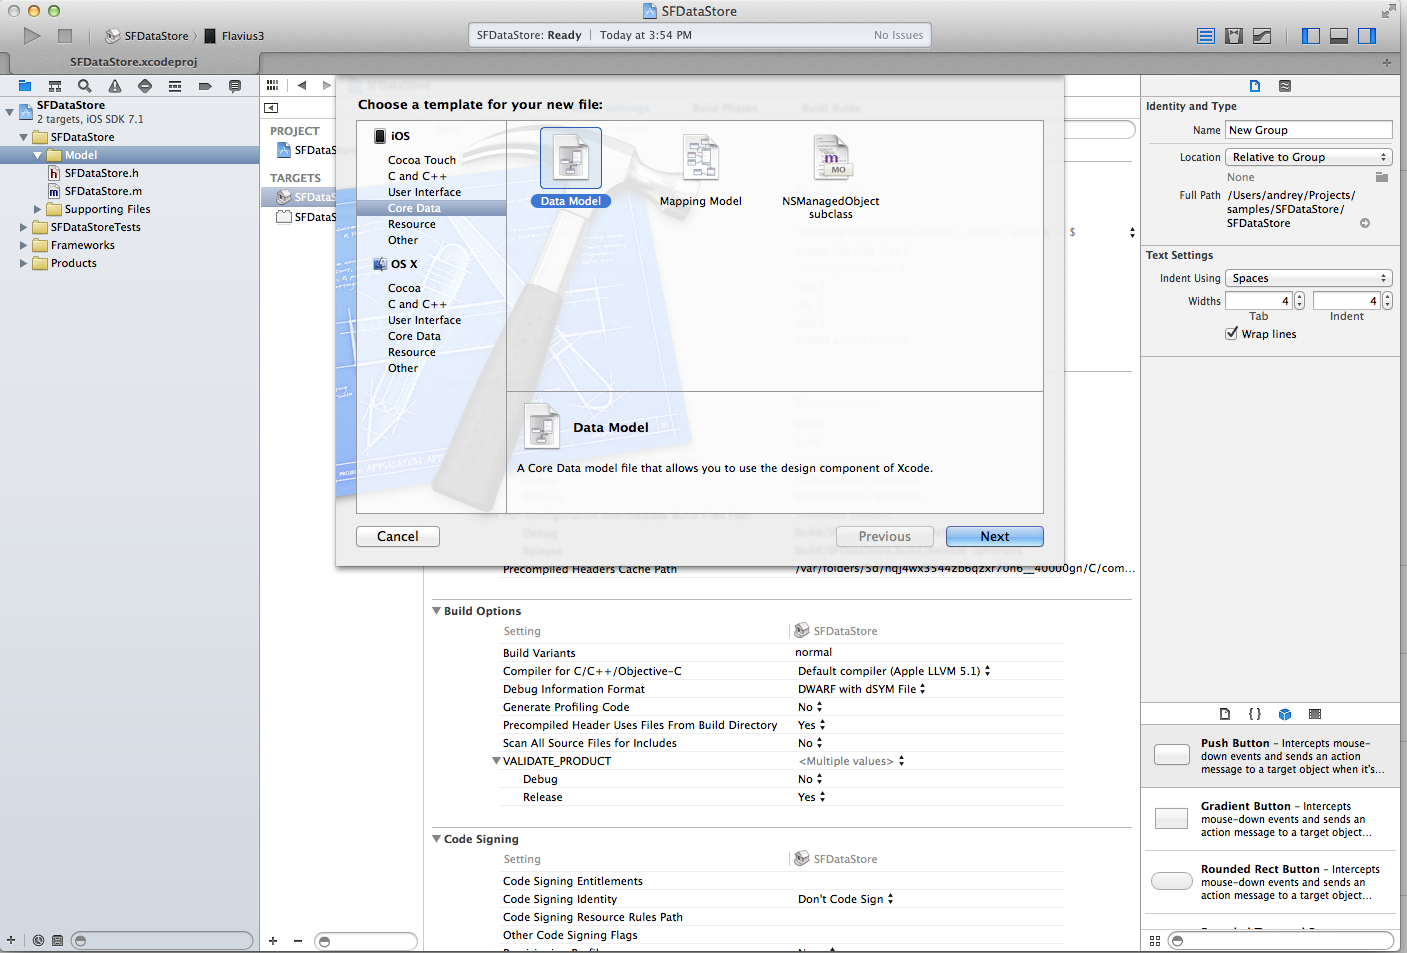 SFDataStore
SFDataStore
Flavius3
SFDataStore: Ready
Today at 3:54 PM
No Issues
SFDataStore.xcodeproj
SFDataStore
2 targets, iOS SDK 7.1
SFDataStore
Model
SFDataStore.h
SFDataStore.m
Supporting Files
SFDataStoreTests
Frameworks
Products
PROJECT
SFDataS
TARGETS
SFDataS
SFDataS
Choose a template for your new file:
iOS
Cocoa Touch
C and C++
User Interface
Core Data
Resource
Other
OS X
Cocoa
C and C++
User Interface
Core Data
Resource
Other
Data Model
Mapping Model
MO
NSManagedObject
subclass
Data Model
A Core Data model file that allows you to use the design component of Xcode.
Cancel
Previous
Next
$
Precompiled Headers Cache Path
Build Options
Setting
SFDataStore
Build Variants
normal
Compiler for C/C++/Objective-C
Default compiler (Apple LLVM 5.1)
Debug Information Format
DWARF with dSYM File
Generate Profiling Code
No
Precompiled Header Uses Files From Build Directory
Yes
Scan All Source Files for Includes
No
VALIDATE_PRODUCT
<Multiple values>
Debug
No
Release
Yes
Code Signing
Setting
SFDataStore
Code Signing Entitlements
Code Signing Identity
Don't Code Sign
Code Signing Resource Rules Path
Other Code Signing Flags
Identity and Type
Name
New Group
Location
Relative to Group
None
Full Path
/Users/andrey/Projects/
samples/SFDataStore/
SFDataStore
Text Settings
Indent Using
Spaces
Widths
4
4
Tab
Indent
Wrap lines
Push Button – Intercepts mouse-
down events and sends an action
message to a target object when it's...
Gradient Button – Intercepts
mouse-down events and sends an
action message to a target object...
Rounded Rect Button – Intercepts
mouse-down events and sends an
action message to a target object...